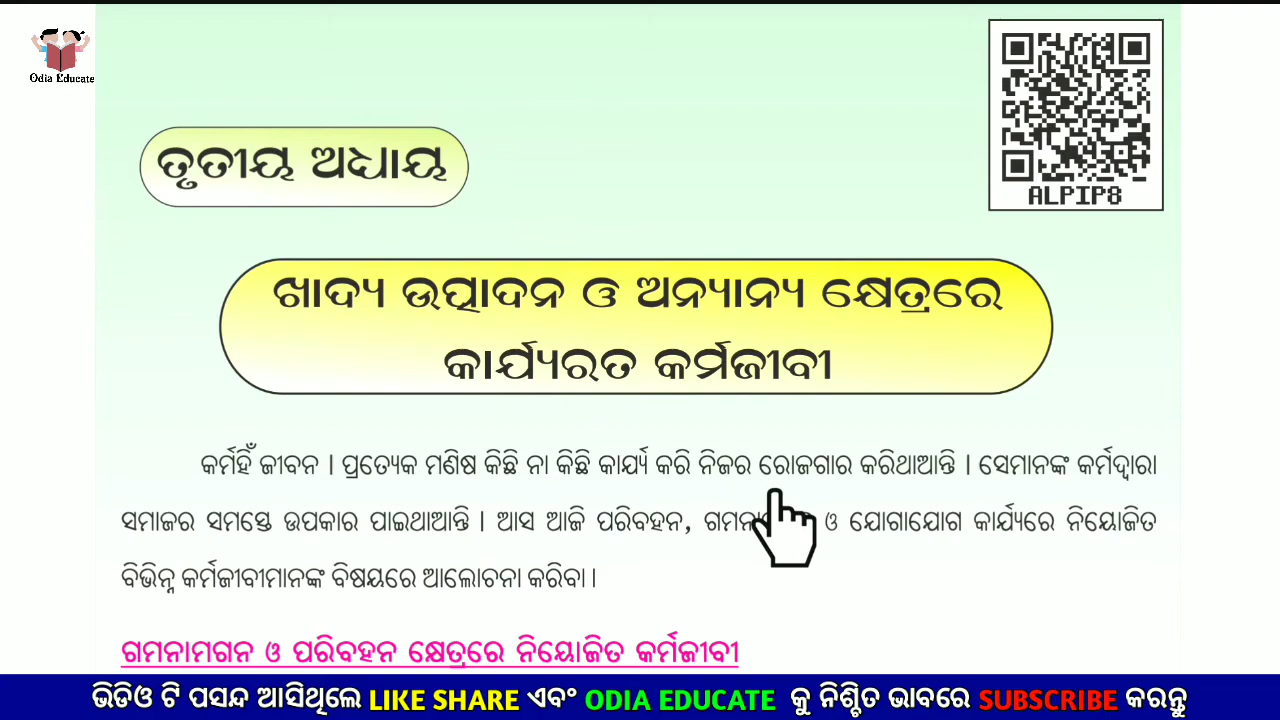 Odia Educate
ତୃତୀୟ ଅଧ୍ୟାୟ
ALPIP8
ଖାଦ୍ୟ ଉତ୍ପାଦନ ଓ ଅନ୍ୟାନ୍ୟ କ୍ଷେତ୍ରରେ
କାର୍ଯ୍ୟରତ କର୍ମଜୀବୀ
କର୍ମହିଁ ଜୀବନ । ପ୍ରତ୍ୟେକ ମଣିଷ କିଛି ନା କିଛି କାର୍ଯ୍ୟ କରି ନିଜର ରୋଜଗାର କରିଥାଆନ୍ତି । ସେମାନଙ୍କ କର୍ମଦ୍ୱାରା
ସମାଜର ସମସ୍ତେ ଉପକାର ପାଇଥାଆନ୍ତି । ଆସ ଆଜି ପରିବହନ, ଓ ଯୋଗାଯୋଗ କାର୍ଯ୍ୟରେ ନିୟୋଜିତ
ବିଭିନ୍ନ କର୍ମଜୀବୀମାନଙ୍କ ବିଷୟରେ ଆଲୋଚନା କରିବା ।
ଗମନାମଗନ ଓ ପରିବହନ କ୍ଷେତ୍ରରେ ନିୟୋଜିତ କର୍ମଜୀବୀ
ଭିଡିଓ ଟି ପସନ୍ଦ ଆସିଥିଲେ LIKE SHARE ଏବଂ ODIA EDUCATE କୁ ନିଶ୍ଚିତ ଭାବରେ SUBSCRIBE କରନ୍ତୁ